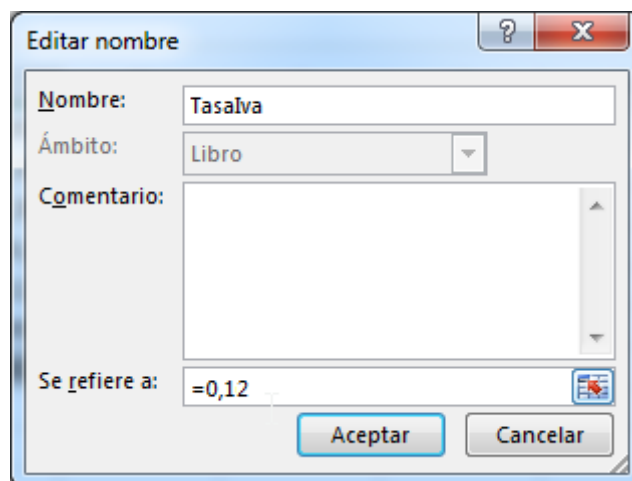 Editar nombre
Nombre: TasaIva
Ámbito: Libro
Comentario:
Se refiere a: =0,12
Aceptar Cancelar